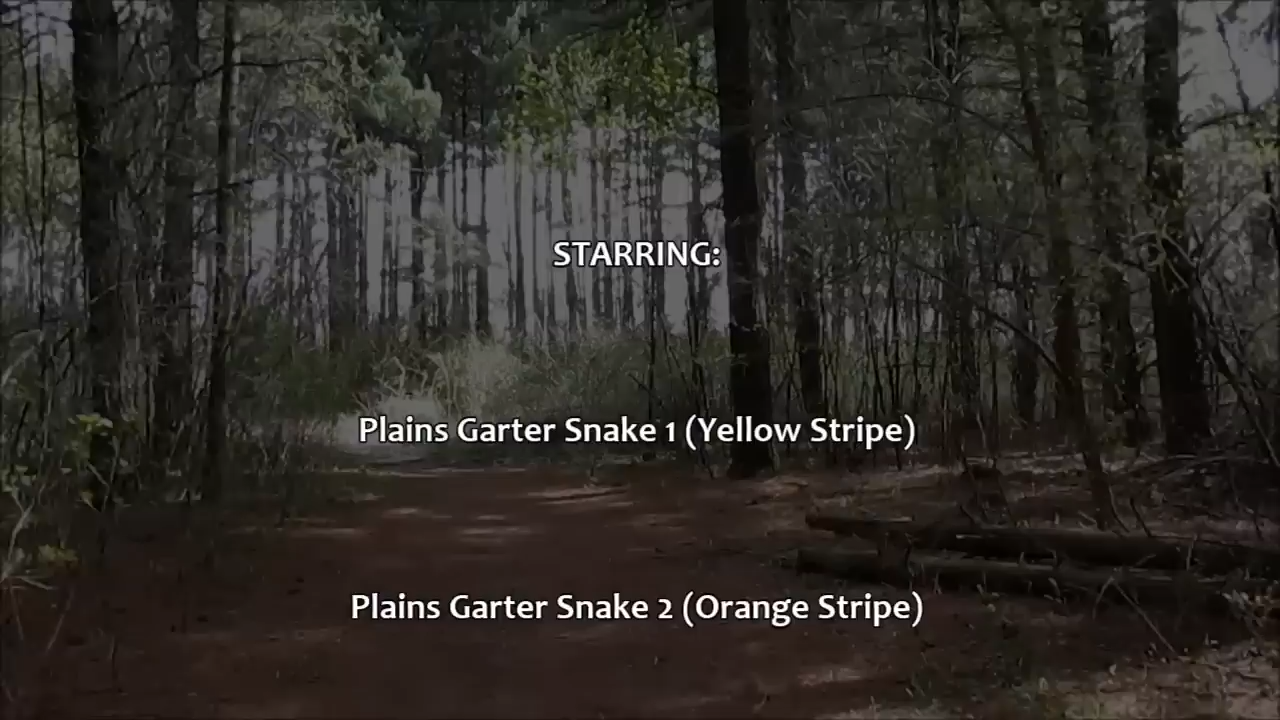 STARRING:
Plains Garter Snake 1 (Yellow Stripe)
Plains Garter Snake 2 (Orange Stripe)